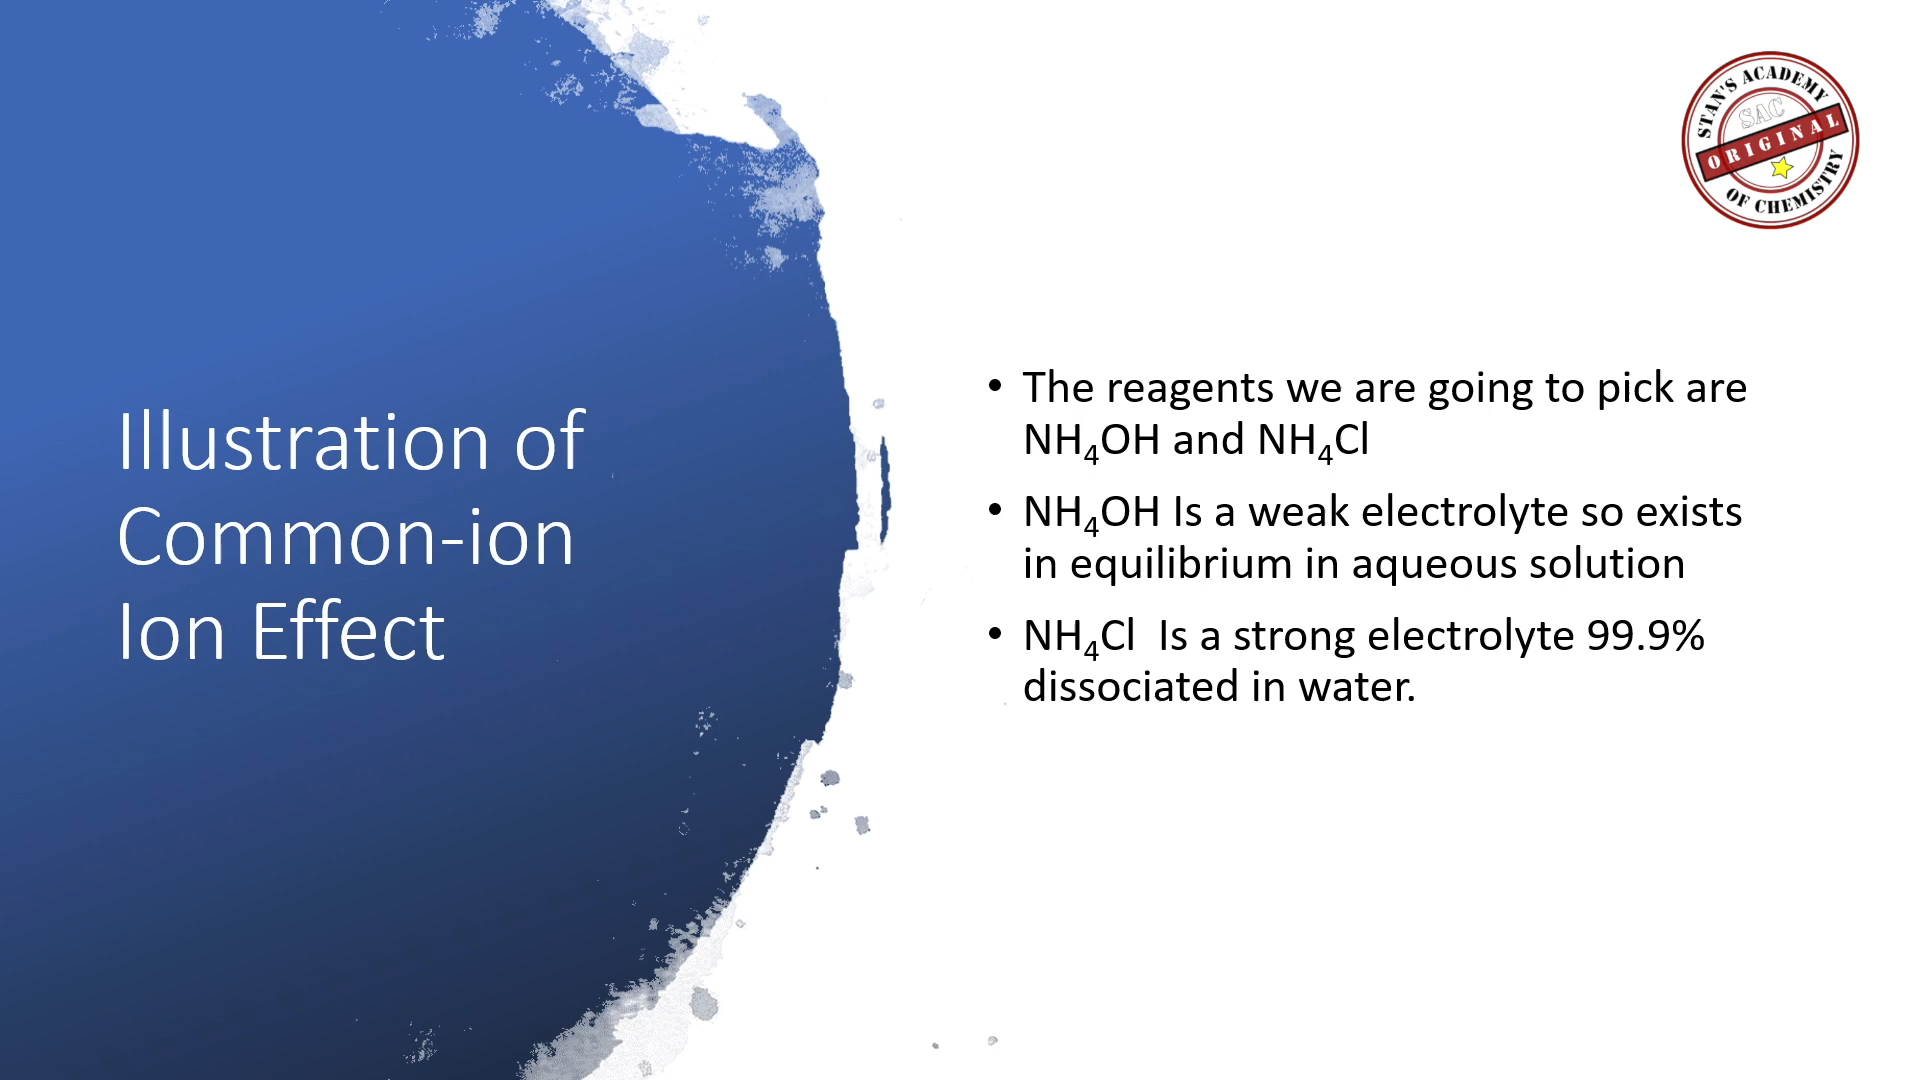 Illustration of
Common-ion
Ion Effect
• The reagents we are going to pick are
NH₄OH and NH₄Cl
• NH₄OH Is a weak electrolyte so exists
in equilibrium in aqueous solution
• NH₄Cl  Is a strong electrolyte 99.9%
dissociated in water.
STAN'S ACADEMY
SAC
ORIGINAL
OF CHEMISTRY